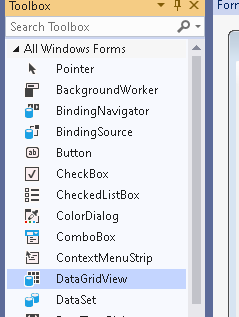 Toolbox
Form
Search Toolbox
All Windows Forms
Pointer
BackgroundWorker
BindingNavigator
BindingSource
Button
CheckBox
CheckedListBox
ColorDialog
ComboBox
ContextMenuStrip
DataGridView
DataSet